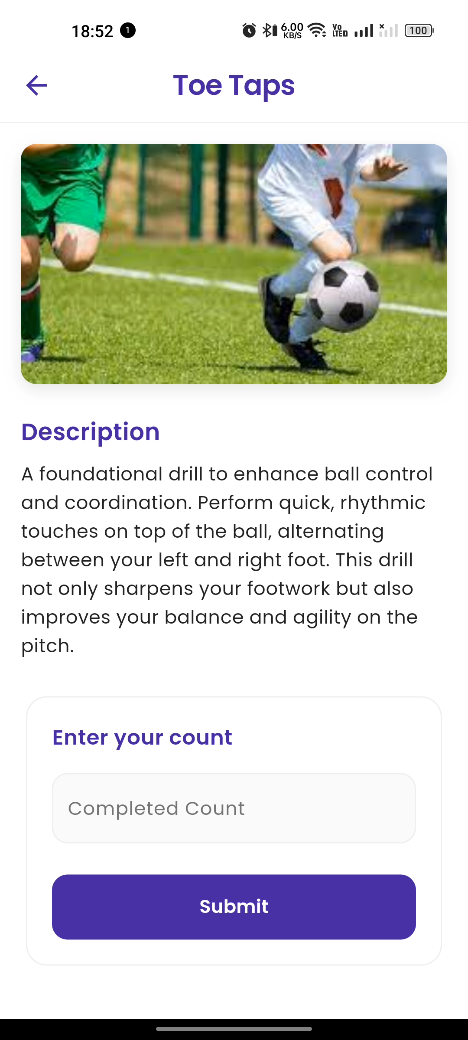 18:52 1 6.00 KB/S Vo LTED 100
Toe Taps
Description
A foundational drill to enhance ball control
and coordination. Perform quick, rhythmic
touches on top of the ball, alternating
between your left and right foot. This drill
not only sharpens your footwork but also
improves your balance and agility on the
pitch.
Enter your count
Completed Count
Submit